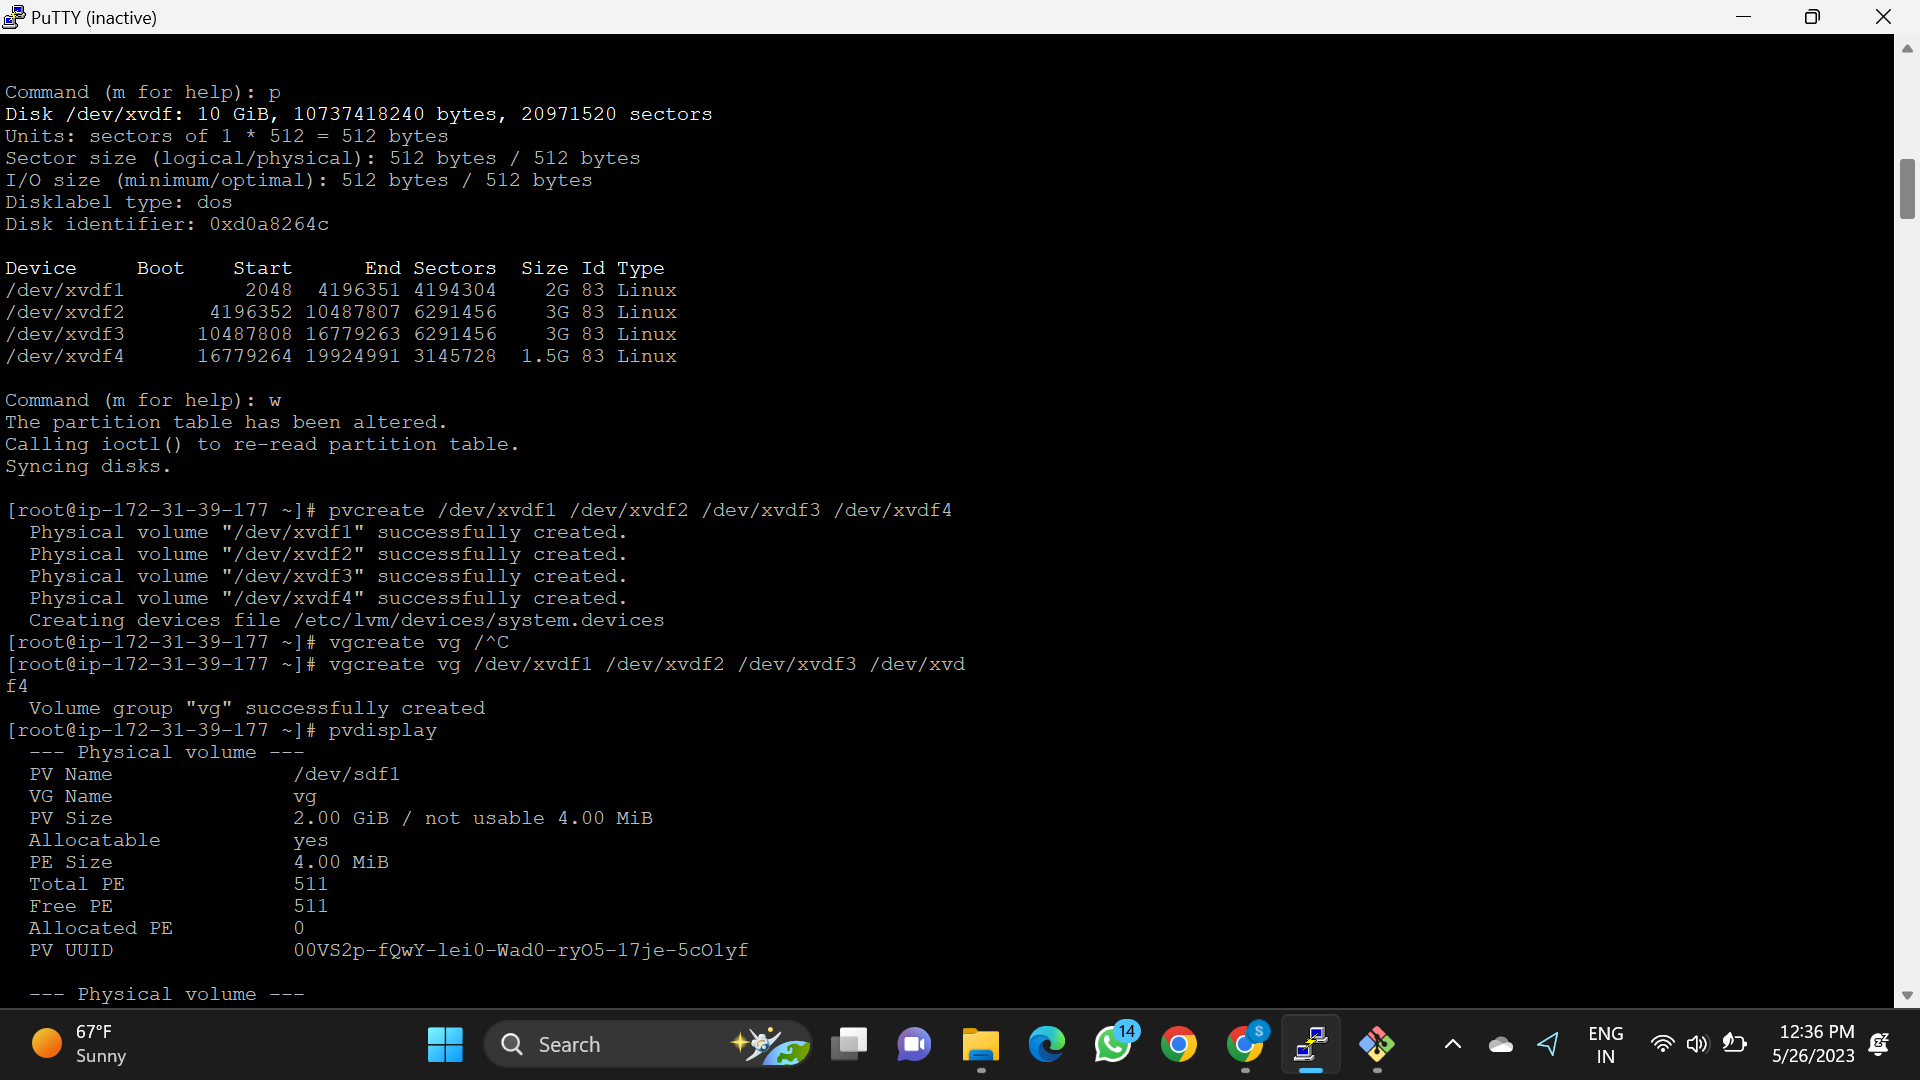 PuTTY (inactive)
Command (m for help): p
Disk /dev/xvdf: 10 GiB, 10737418240 bytes, 20971520 sectors
Units: sectors of 1 * 512 = 512 bytes
Sector size (logical/physical): 512 bytes / 512 bytes
I/O size (minimum/optimal): 512 bytes / 512 bytes
Disklabel type: dos
Disk identifier: 0xd0a8264c
Device     Boot    Start      End Sectors  Size Id Type
/dev/xvdf1          2048  4196351 4194304    2G 83 Linux
/dev/xvdf2       4196352 10487807 6291456    3G 83 Linux
/dev/xvdf3      10487808 16779263 6291456    3G 83 Linux
/dev/xvdf4      16779264 19924991 3145728  1.5G 83 Linux
Command (m for help): w
The partition table has been altered.
Calling ioctl() to re-read partition table.
Syncing disks.
[root@ip-172-31-39-177 ~]# pvcreate /dev/xvdf1 /dev/xvdf2 /dev/xvdf3 /dev/xvdf4
  Physical volume "/dev/xvdf1" successfully created.
  Physical volume "/dev/xvdf2" successfully created.
  Physical volume "/dev/xvdf3" successfully created.
  Physical volume "/dev/xvdf4" successfully created.
  Creating devices file /etc/lvm/devices/system.devices
[root@ip-172-31-39-177 ~]# vgcreate vg /^C
[root@ip-172-31-39-177 ~]# vgcreate vg /dev/xvdf1 /dev/xvdf2 /dev/xvdf3 /dev/xvd
f4
  Volume group "vg" successfully created
[root@ip-172-31-39-177 ~]# pvdisplay
  --- Physical volume ---
  PV Name               /dev/sdf1
  VG Name               vg
  PV Size               2.00 GiB / not usable 4.00 MiB
  Allocatable           yes
  PE Size               4.00 MiB
  Total PE              511
  Free PE               511
  Allocated PE          0
  PV UUID               00VS2p-fQwY-lei0-Wad0-ryO5-17je-5cO1yf
  --- Physical volume ---
67°F
Sunny
Search
14
S
ENG
IN
12:36 PM
5/26/2023